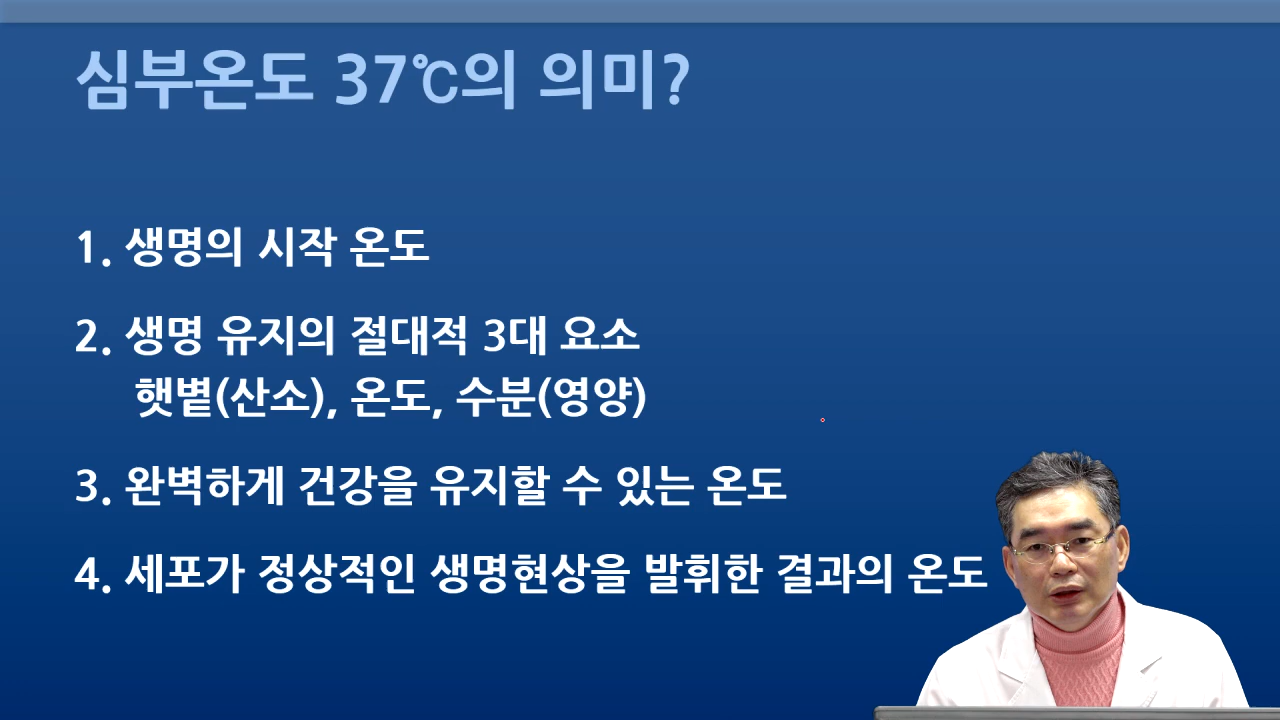 심부온도 37℃의 의미?
1. 생명의 시작 온도
2. 생명 유지의 절대적 3대 요소
햇볕(산소), 온도, 수분(영양)
3. 완벽하게 건강을 유지할 수 있는 온도
4. 세포가 정상적인 생명현상을 발휘한 결과의 온도